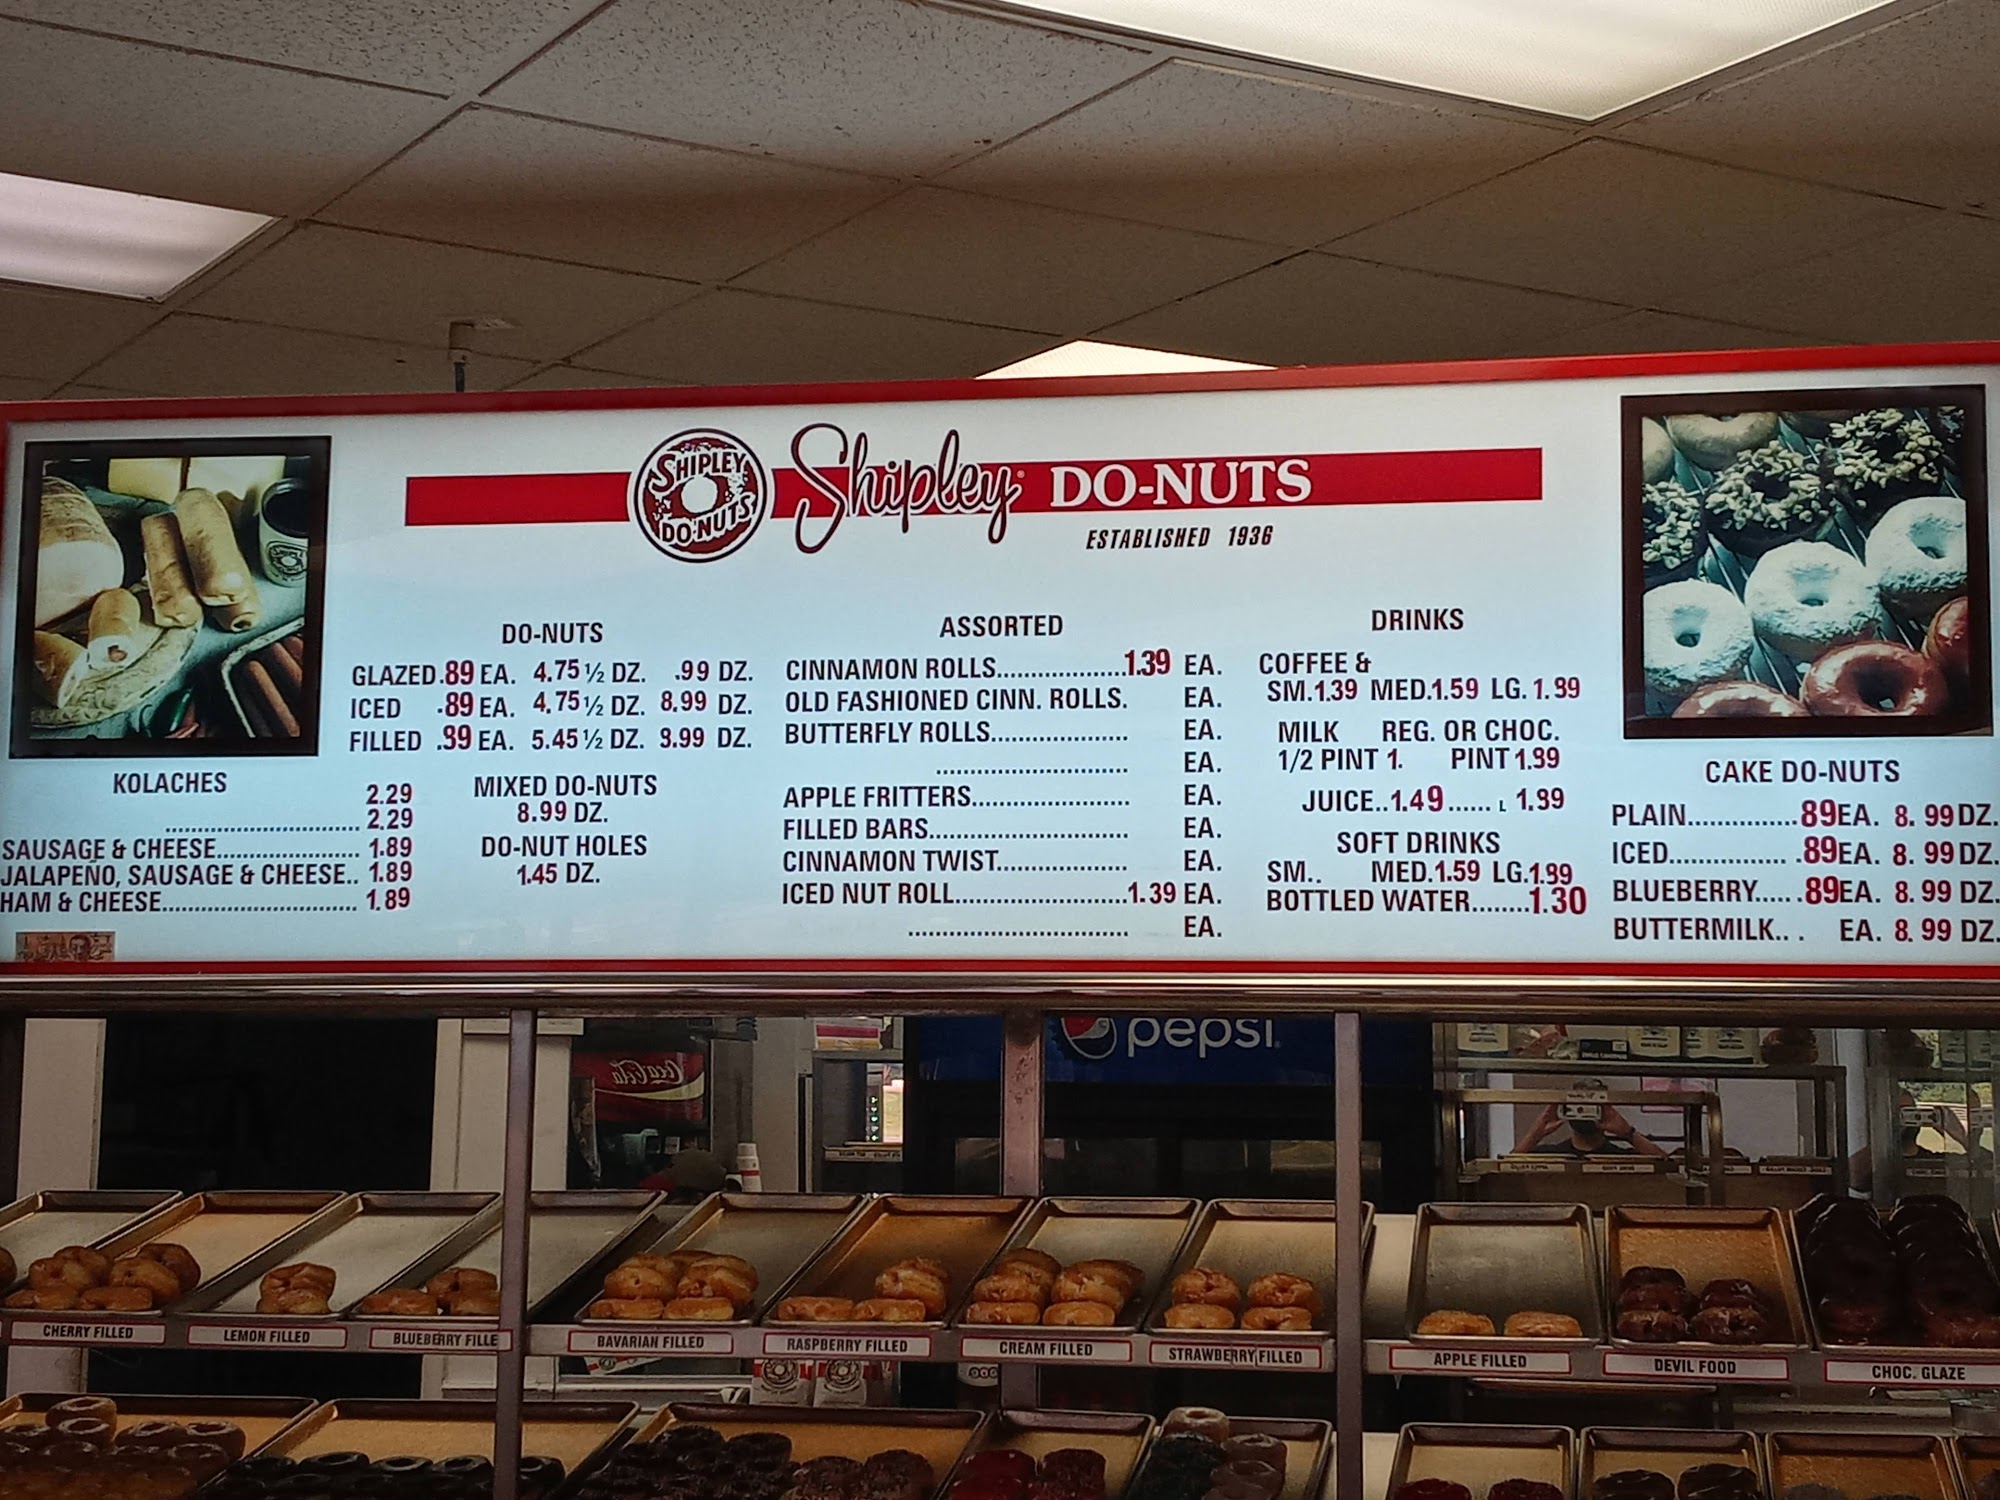 SHIPLEY
DO-NUTS
Shipley DO-NUTS
ESTABLISHED 1936
DO-NUTS
GLAZED .89 EA. 4.75 ½ DZ. .99 DZ.
ICED .89 EA. 4.75 ½ DZ. 8.99 DZ.
FILLED .39 EA. 5.45 ½ DZ. 9.99 DZ.
KOLACHES
2.29
.............................. 2.29
SAUSAGE & CHEESE...................... 1.89
JALAPEÑO, SAUSAGE & CHEESE.. 1.89
HAM & CHEESE.............................. 1.89
MIXED DO-NUTS
8.99 DZ.
DO-NUT HOLES
1.45 DZ.
ASSORTED
CINNAMON ROLLS...................1.39 EA.
OLD FASHIONED CINN. ROLLS. EA.
BUTTERFLY ROLLS..................... EA.
.............................. EA.
APPLE FRITTERS........................ EA.
FILLED BARS.............................. EA.
CINNAMON TWIST.................... EA.
ICED NUT ROLL..........................1.39 EA.
.................................. EA.
DRINKS
COFFEE &
SM.1.39 MED.1.59 LG.1.99
MILK REG. OR CHOC.
1/2 PINT 1. PINT 1.99
JUICE..1.49...... L 1.99
SOFT DRINKS
SM.. MED.1.59 LG.1.99
BOTTLED WATER........1.30
CAKE DO-NUTS
PLAIN................89EA. 8.99 DZ.
ICED................ .89EA. 8.99 DZ.
BLUEBERRY..... .89EA. 8.99 DZ.
BUTTERMILK.. . EA. 8.99 DZ.
Coca-Cola
pepsi
CHERRY FILLED
LEMON FILLED
BLUEBERRY FILLE
BAVARIAN FILLED
RASPBERRY FILLED
CREAM FILLED
STRAWBERRY FILLED
APPLE FILLED
DEVIL FOOD
CHOC. GLAZE